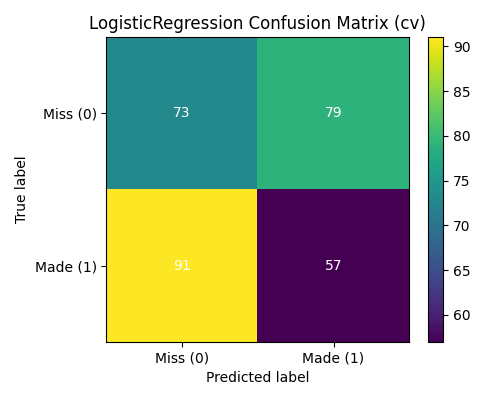 LogisticRegression Confusion Matrix (cv)
Miss (0)
73
79
Made (1)
91
57
Miss (0)
Made (1)
True label
Predicted label
90
85
80
75
70
65
60